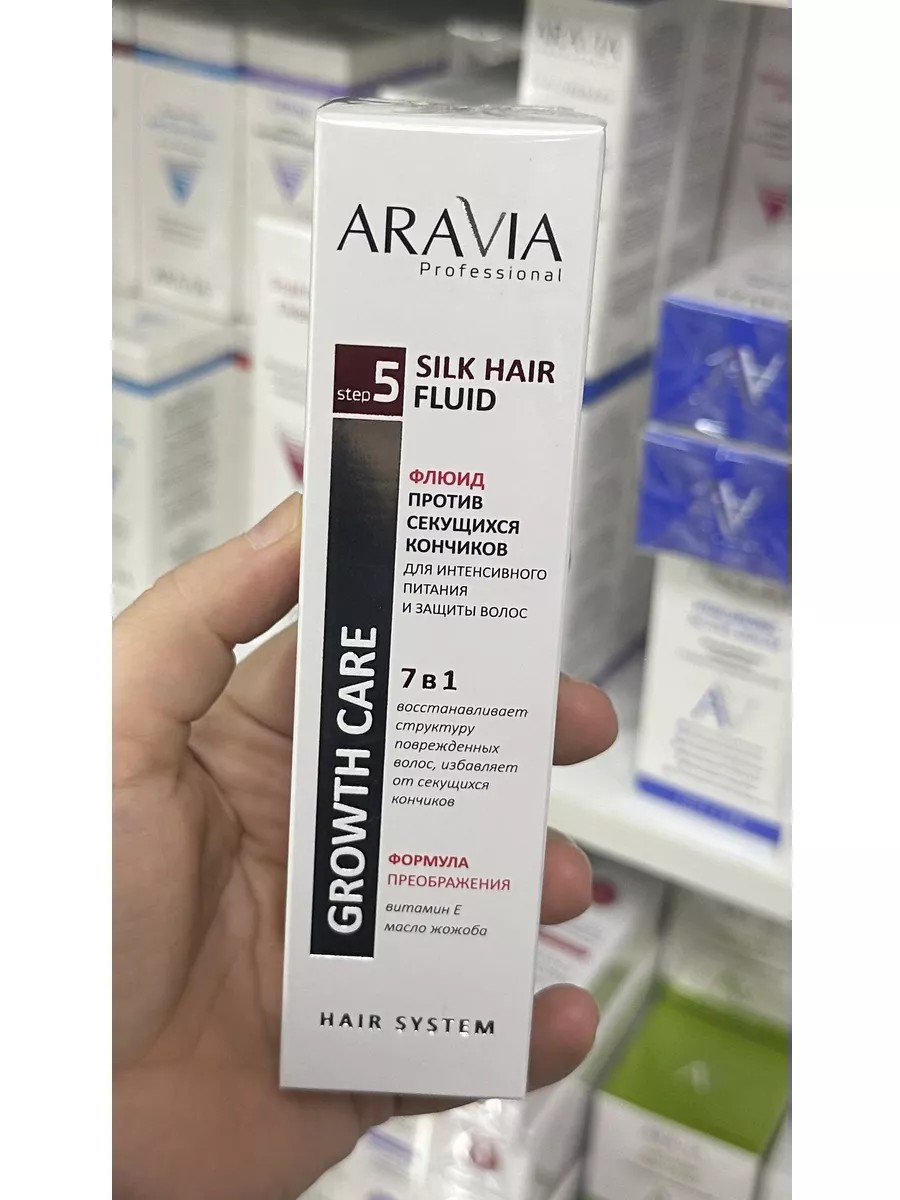 ARAVIA
Professional
step 5
SILK HAIR
FLUID
ФЛЮИД
ПРОТИВ
СЕКУЩИХСЯ
КОНЧИКОВ
ДЛЯ ИНТЕНСИВНОГО
ПИТАНИЯ
И ЗАЩИТЫ ВОЛОС
7 в 1
восстанавливает
структуру
поврежденных
волос, избавляет
от секущихся
кончиков
GROWTH CARE
ФОРМУЛА
ПРЕОБРАЖЕНИЯ
витамин Е
масло жожоба
HAIR SYSTEM